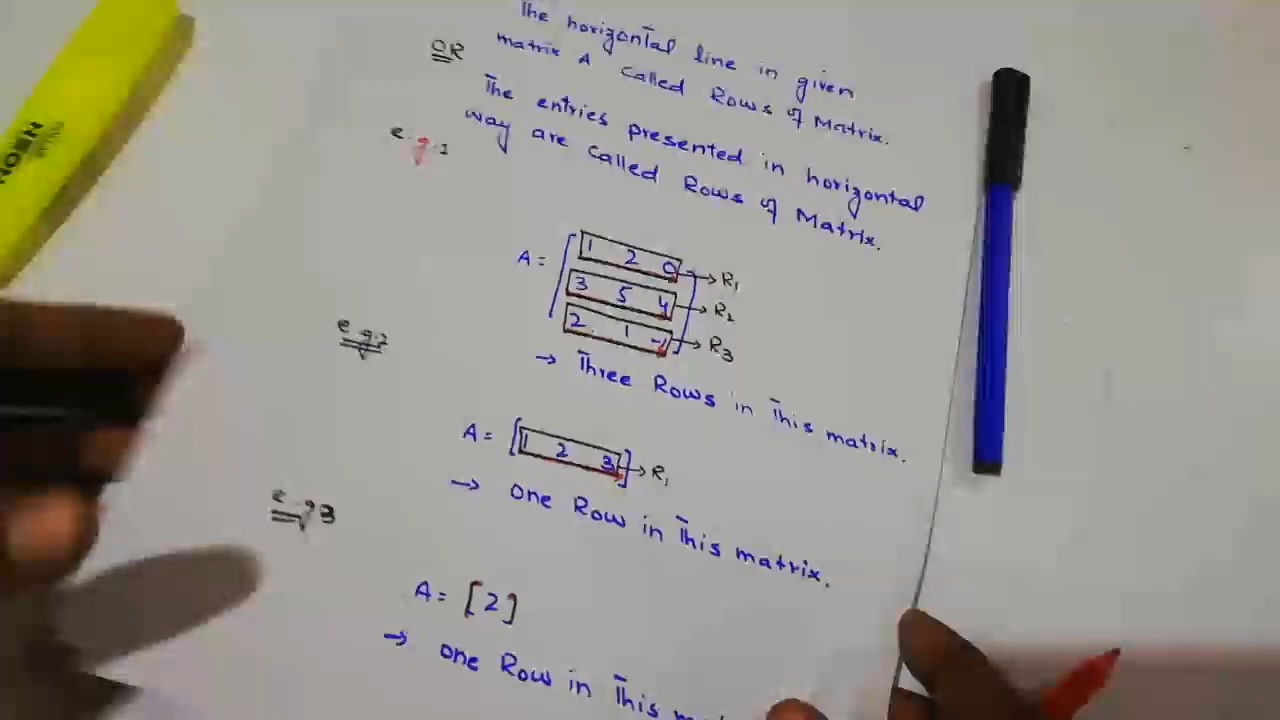 The horizontal line in given
OR matrix A called Rows of Matrix.
The entries presented in horizontal
e.g.1 way are called Rows of Matrix.
A = [1 2 0] → R1
[3 5 4] → R2
[2 1 -1] → R3
→ Three Rows in This matrix.
e.g.2
A = [1 2 3] → R1
→ one Row in This matrix.
e.g.3
A = [2]
→ one Row in This